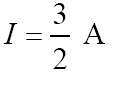 I = 3/2 A